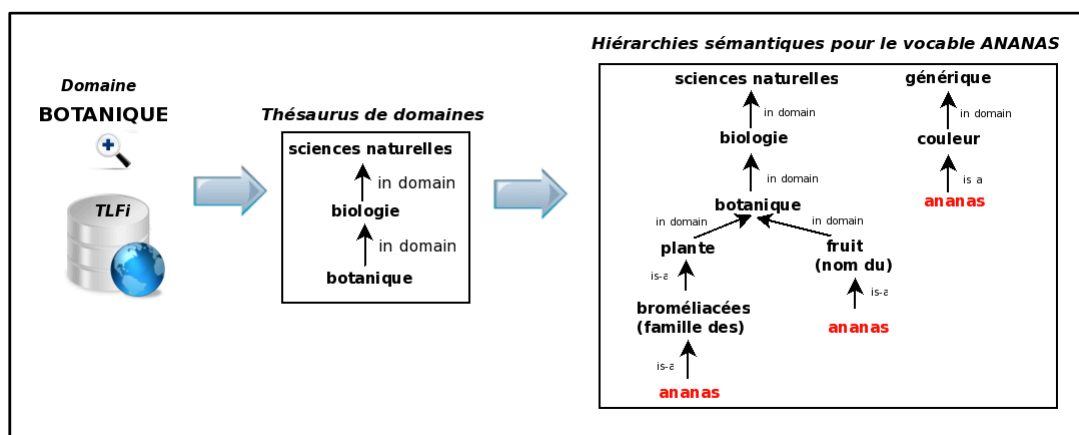 Domaine
BOTANIQUE
TLFi
Thésaurus de domaines
sciences naturelles
in domain
biologie
in domain
botanique
Hiérarchies sémantiques pour le vocable ANANAS
sciences naturelles
in domain
biologie
in domain
botanique
in domain
in domain
plante
fruit
(nom du)
is-a
is-a
broméliacées
(famille des)
ananas
is-a
ananas
générique
in domain
couleur
is a
ananas